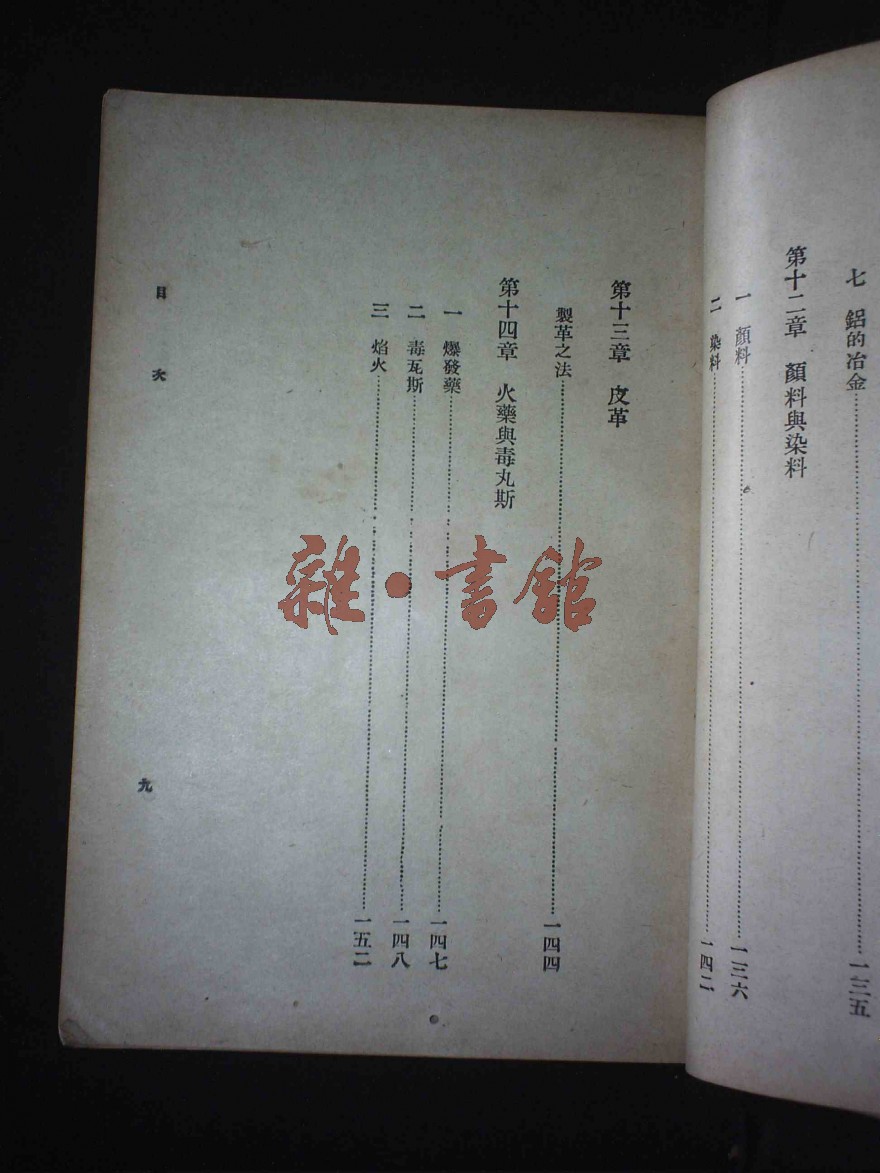 七 鋁的冶金 一三五
第十二章 顏料與染料
一 顏料 一三六
二 染料 一四二
第十三章 皮革
製革之法 一四四
第十四章 火藥與毒丸斯
一 爆發藥 一四七
二 毒瓦斯 一四八
三 焰火 一五二
目次 九
雜·書館